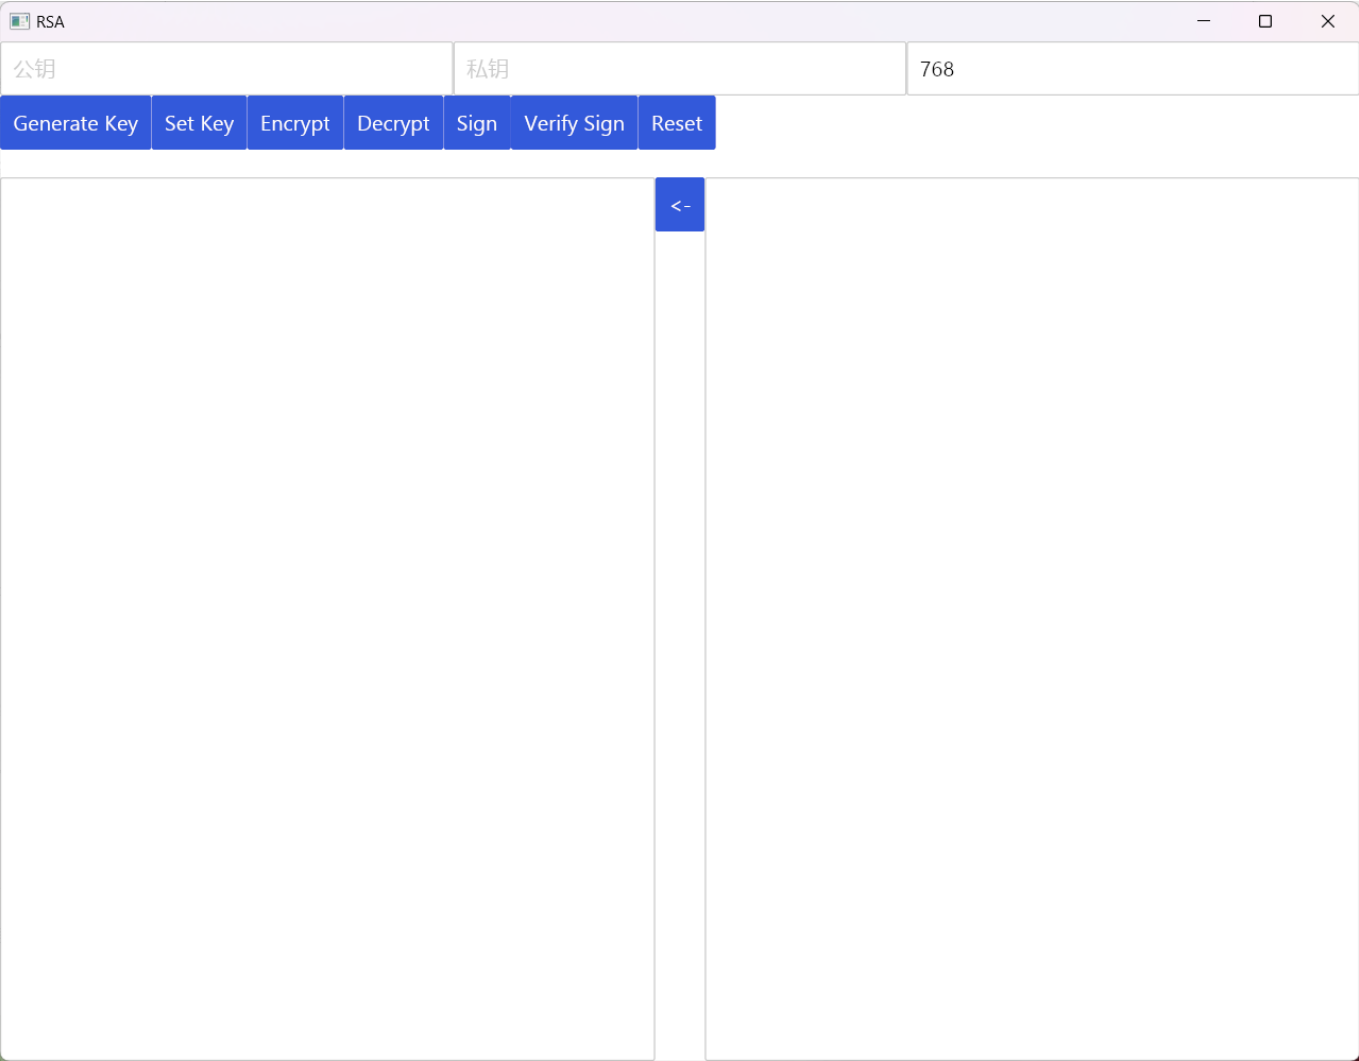 RSA
公钥 私钥 768
Generate Key Set Key Encrypt Decrypt Sign Verify Sign Reset
<-